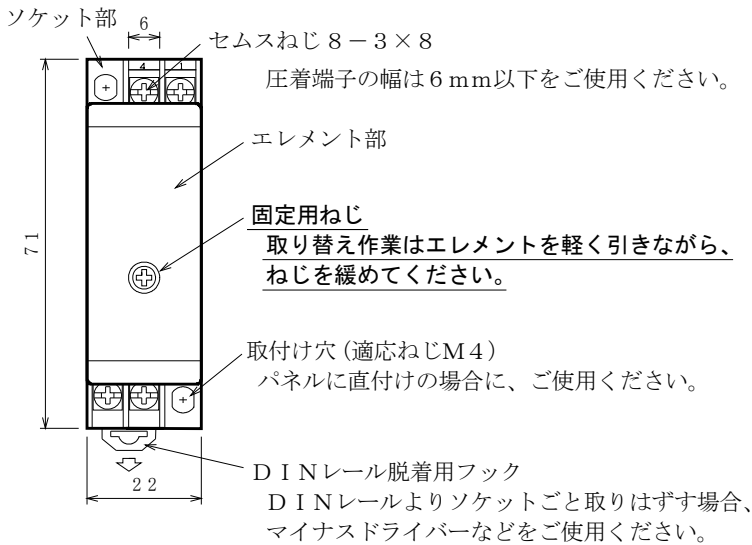 ソケット部
6
セムスねじ８－３×８
圧着端子の幅は６ｍｍ以下をご使用ください。
4 1
エレメント部
71
固定用ねじ
取り替え作業はエレメントを軽く引きながら、
ねじを緩めてください。
取付け穴（適応ねじＭ４）
パネルに直付けの場合に、ご使用ください。
22
ＤＩＮレール脱着用フック
ＤＩＮレールよりソケットごと取りはずす場合、
マイナスドライバーなどをご使用ください。